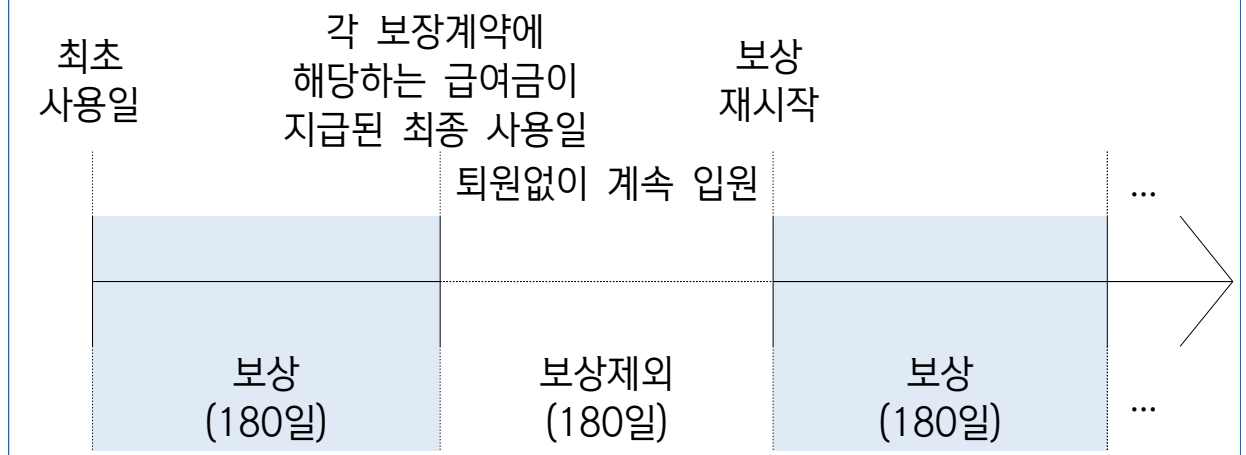 최초
사용일
각 보장계약에
해당하는 급여금이
지급된 최종 사용일
보상
재시작
퇴원없이 계속 입원
...
보상
(180일)
보상제외
(180일)
보상
(180일)
...